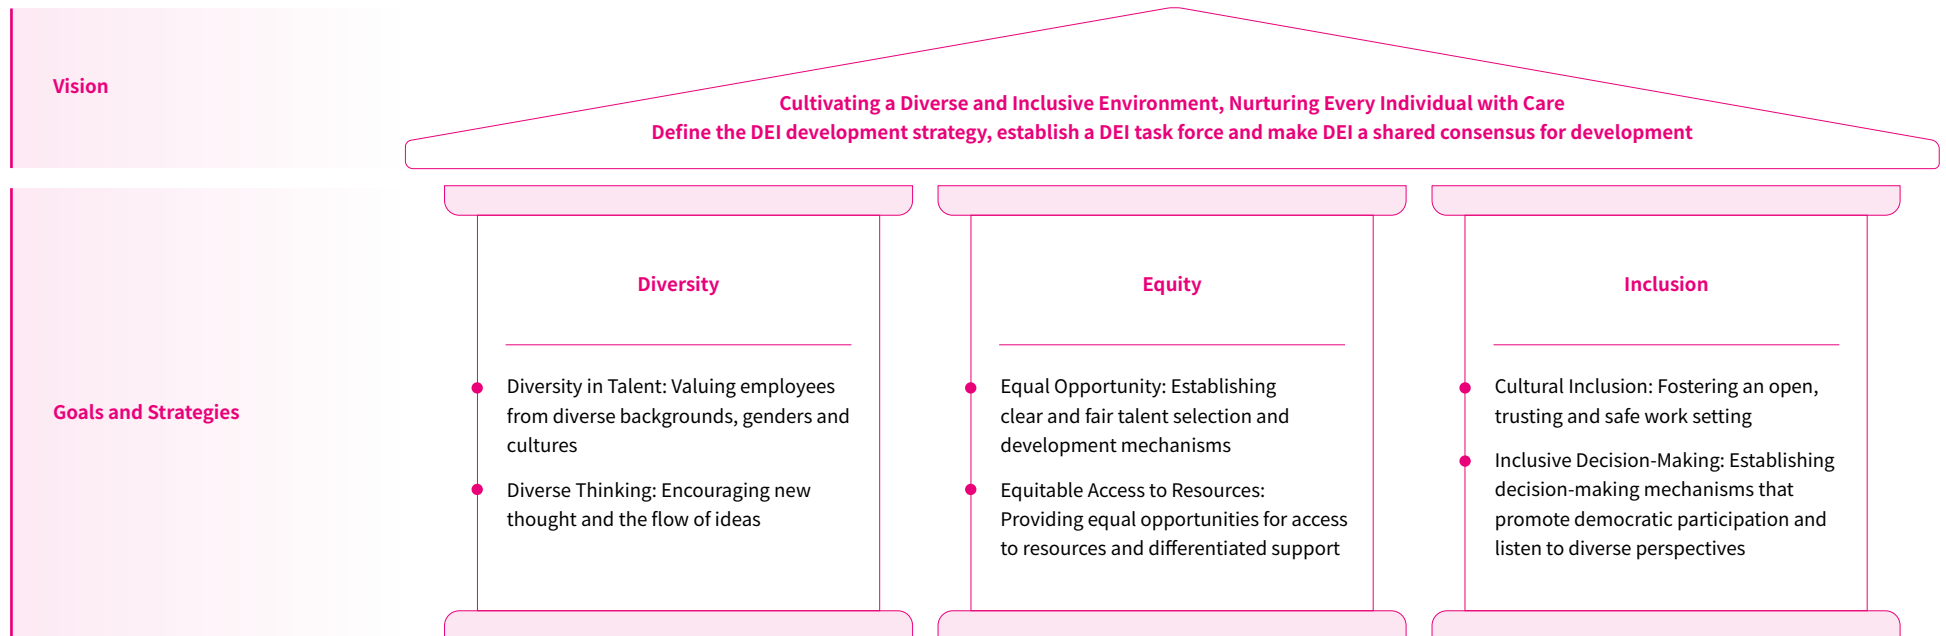 Vision
Cultivating a Diverse and Inclusive Environment, Nurturing Every Individual with Care
Define the DEI development strategy, establish a DEI task force and make DEI a shared consensus for development
Goals and Strategies
Diversity
Diversity in Talent: Valuing employees
from diverse backgrounds, genders and
cultures
Diverse Thinking: Encouraging new
thought and the flow of ideas
Equity
Equal Opportunity: Establishing
clear and fair talent selection and
development mechanisms
Equitable Access to Resources:
Providing equal opportunities for access
to resources and differentiated support
Inclusion
Cultural Inclusion: Fostering an open,
trusting and safe work setting
Inclusive Decision-Making: Establishing
decision-making mechanisms that
promote democratic participation and
listen to diverse perspectives